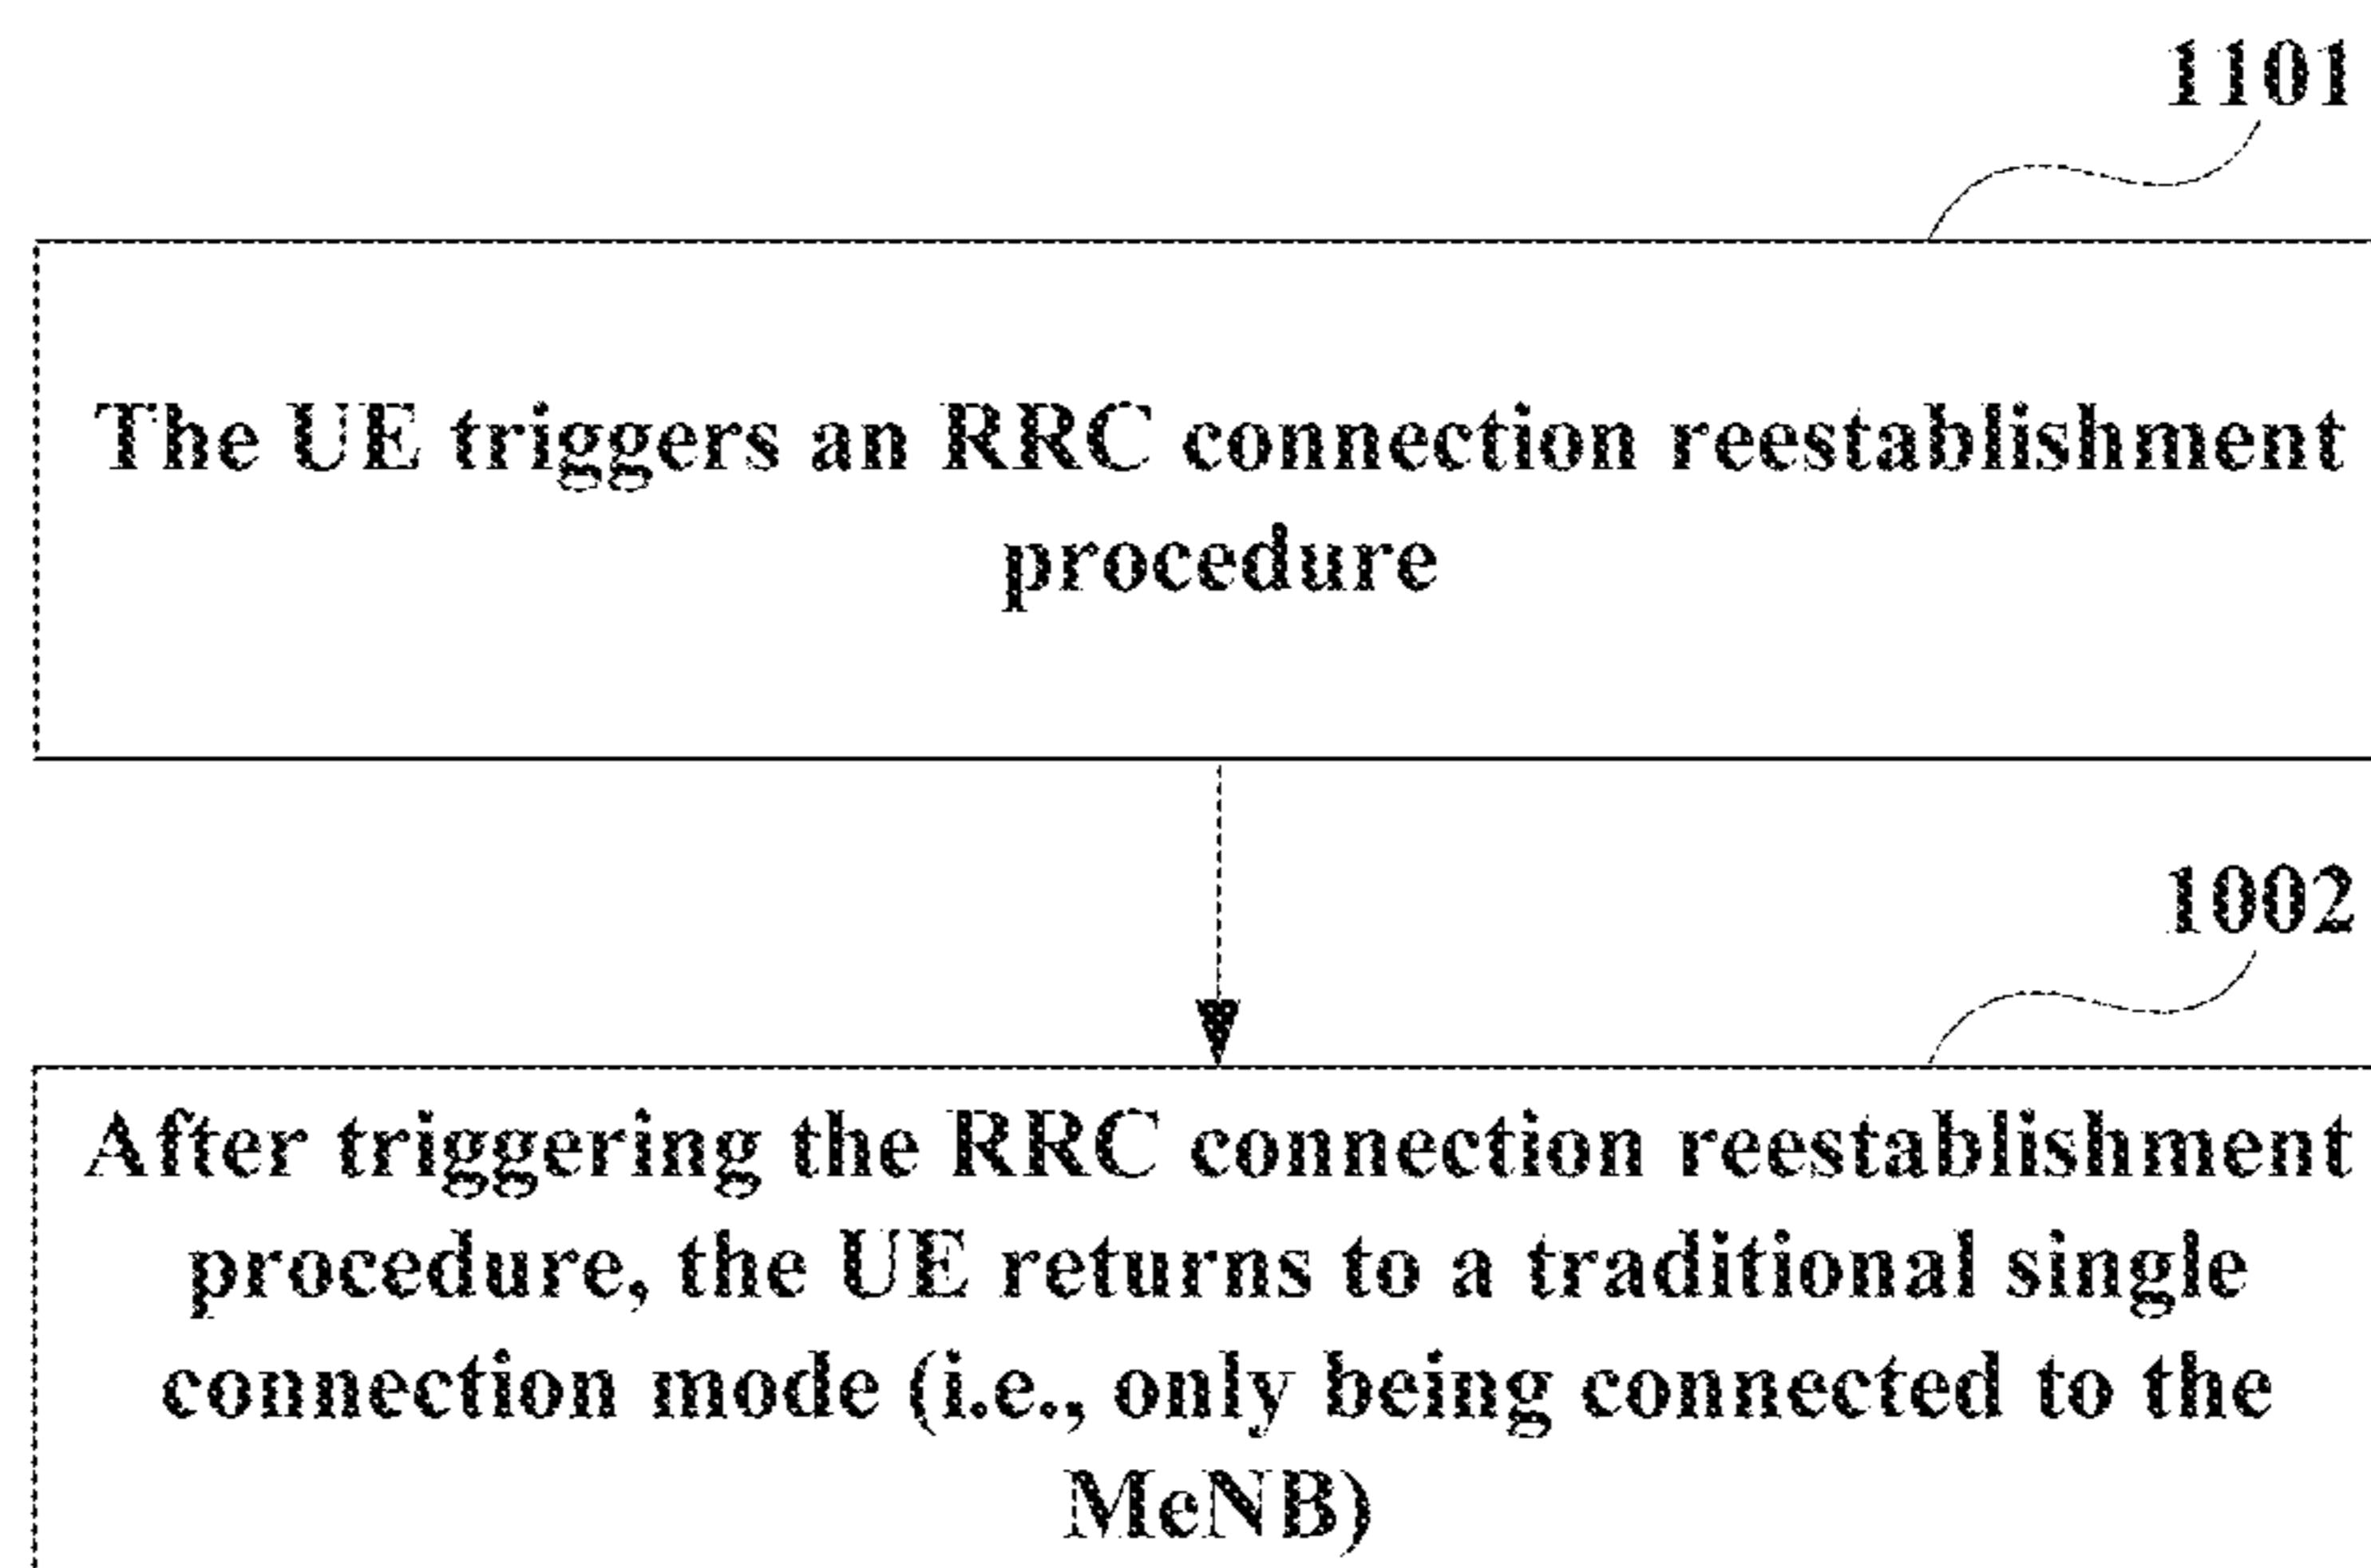 1101
The UE triggers an RRC connection reestablishment
procedure
1002
After triggering the RRC connection reestablishment
procedure, the UE returns to a traditional single
connection mode (i.e., only being connected to the
MeNB)